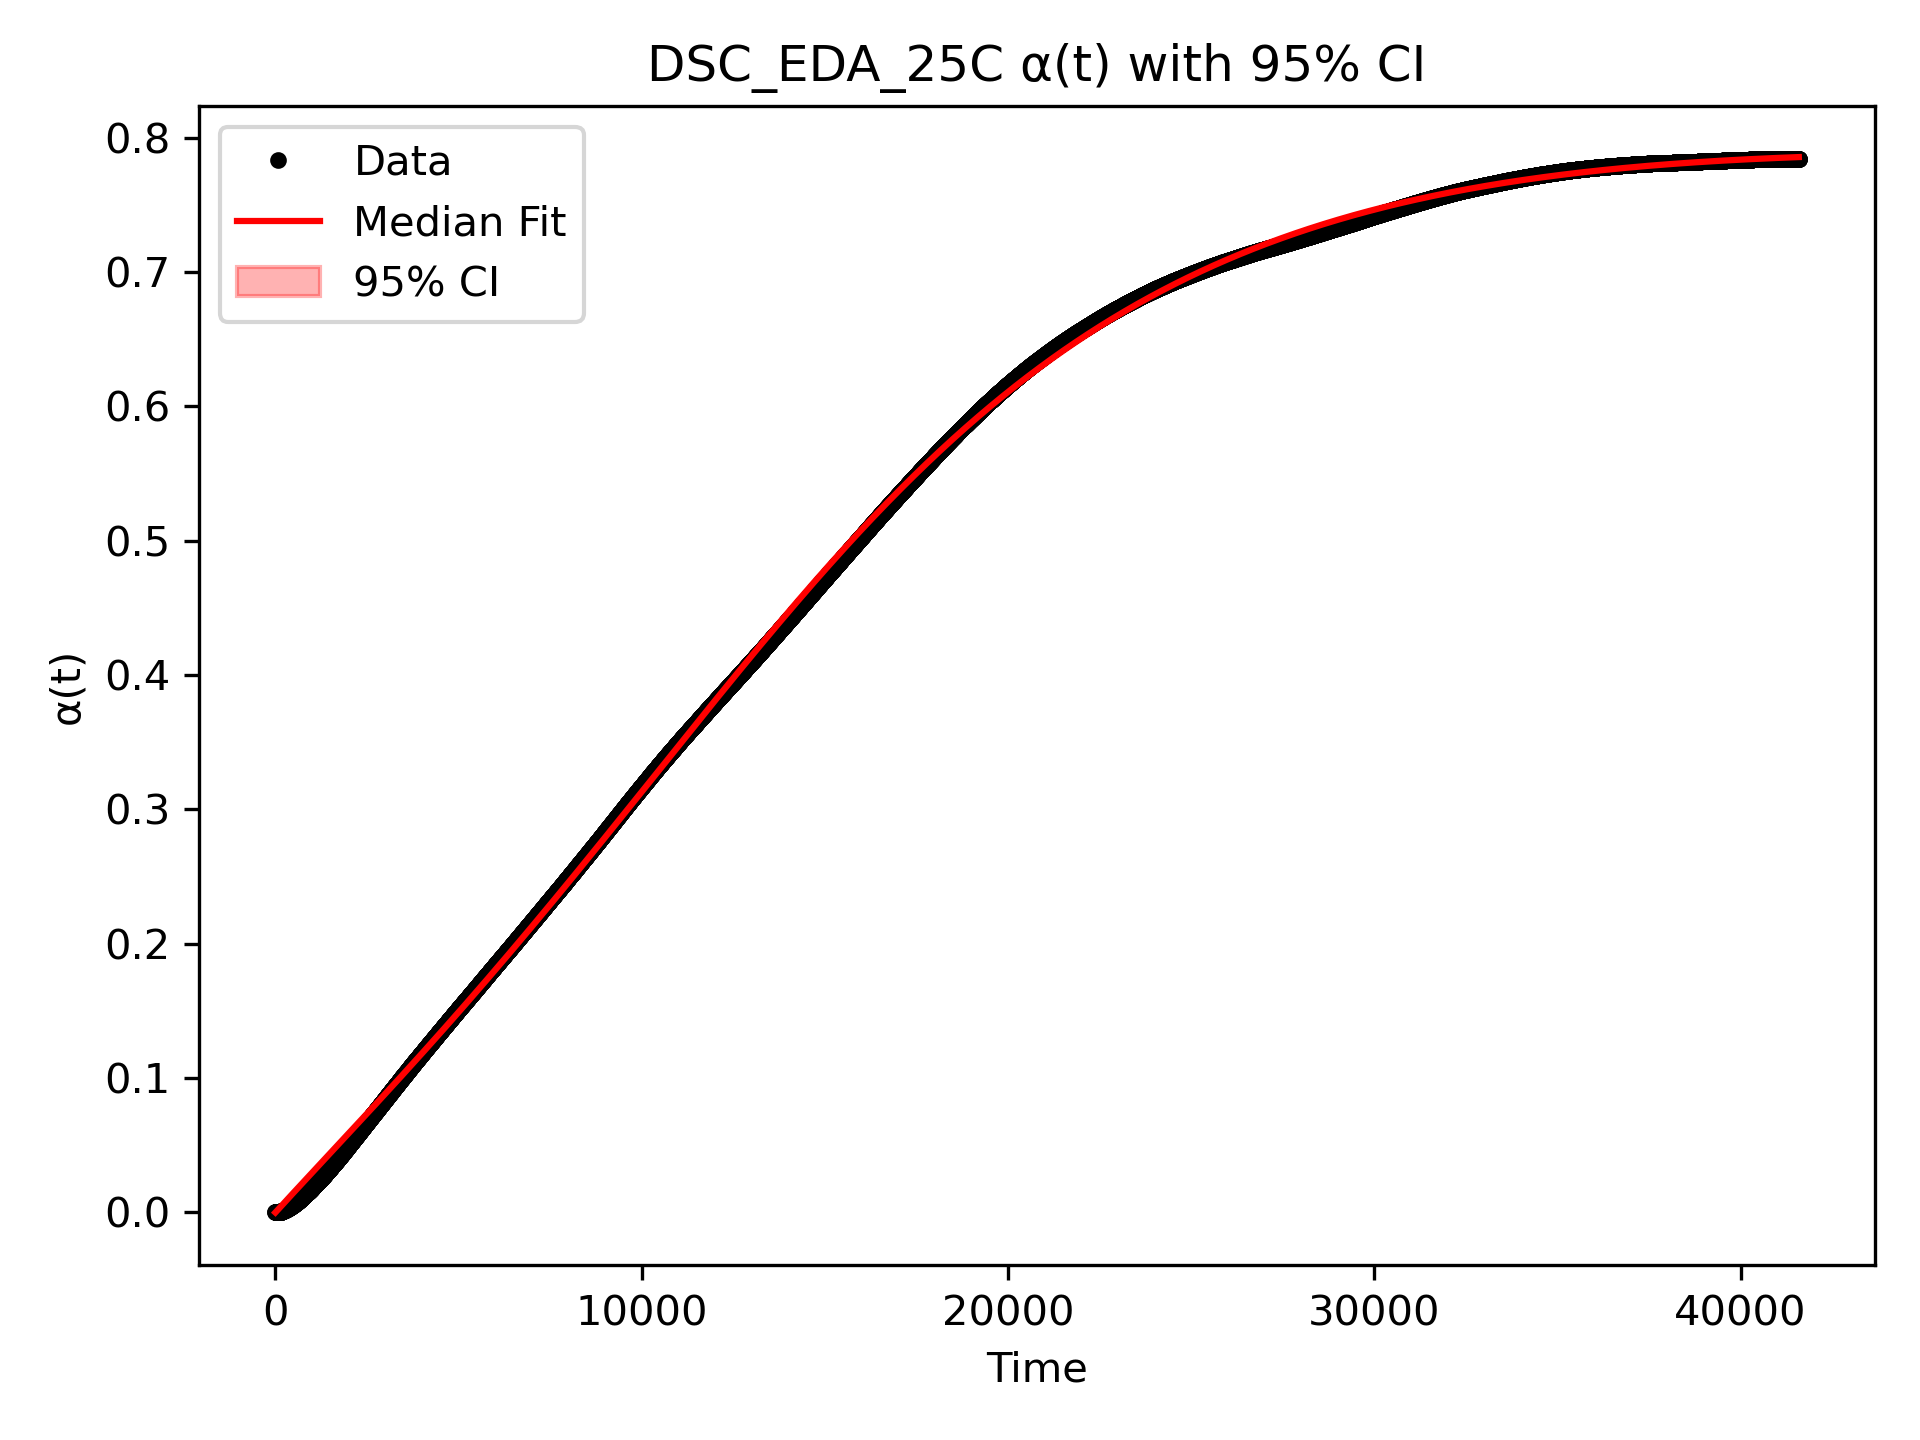 DSC_EDA_25C α(t) with 95% CI
Data
Median Fit
95% CI
0.8
0.7
0.6
0.5
0.4
0.3
0.2
0.1
0.0
α(t)
0 10000 20000 30000 40000
Time